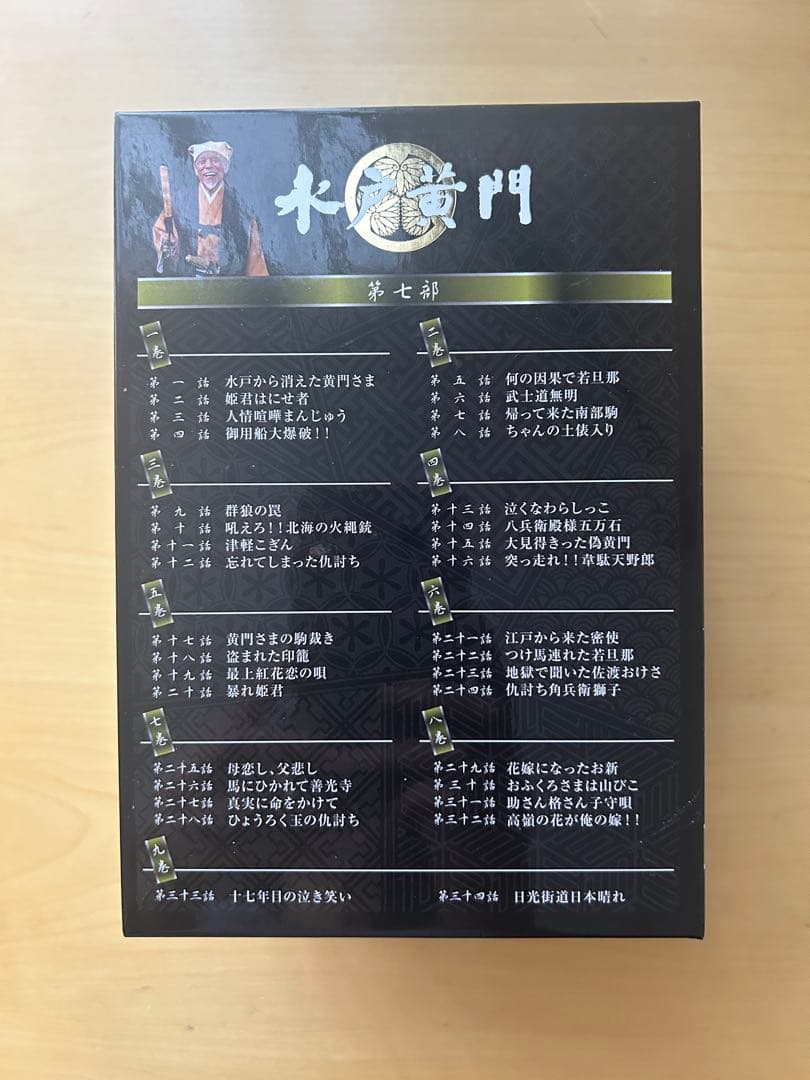 水戸黄門
第七部
一巻
第一話 水戸から消えた黄門さま
第二話 姫君はにせ者
第三話 人情喧嘩まんじゅう
第四話 御用船大爆破！！
二巻
第五話 何の因果で若旦那
第六話 武士道無明
第七話 帰って来た南部駒
第八話 ちゃんの土俵入り
三巻
第九話 群狼の罠
第十話 吼えろ！！北海の火縄銃
第十一話 津軽こぎん
第十二話 忘れてしまった仇討ち
四巻
第十三話 泣くなわらしっこ
第十四話 八兵衛殿様五万石
第十五話 大見得きった偽黄門
第十六話 突っ走れ！！韋駄天野郎
五巻
第十七話 黄門さまの駒裁き
第十八話 盗まれた印籠
第十九話 最上紅花恋の唄
第二十話 暴れ姫君
六巻
第二十一話 江戸から来た密使
第二十二話 つけ馬連れた若旦那
第二十三話 地獄で聞いた佐渡おけさ
第二十四話 仇討ち角兵衛獅子
七巻
第二十五話 母恋し、父悲し
第二十六話 馬にひかれて善光寺
第二十七話 真実に命をかけて
第二十八話 ひょうろく玉の仇討ち
八巻
第二十九話 花嫁になったお新
第三十話 おふくろさまは山びこ
第三十一話 助さん格さん子守唄
第三十二話 高嶺の花が俺の嫁！！
九巻
第三十三話 十七年目の泣き笑い
第三十四話 日光街道日本晴れ